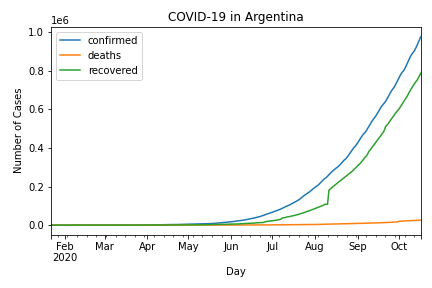 COVID-19 in Argentina
1e6
confirmed
deaths
recovered
Number of Cases
1.0
0.8
0.6
0.4
0.2
0.0
Feb Mar Apr May Jun Jul Aug Sep Oct
2020
Day